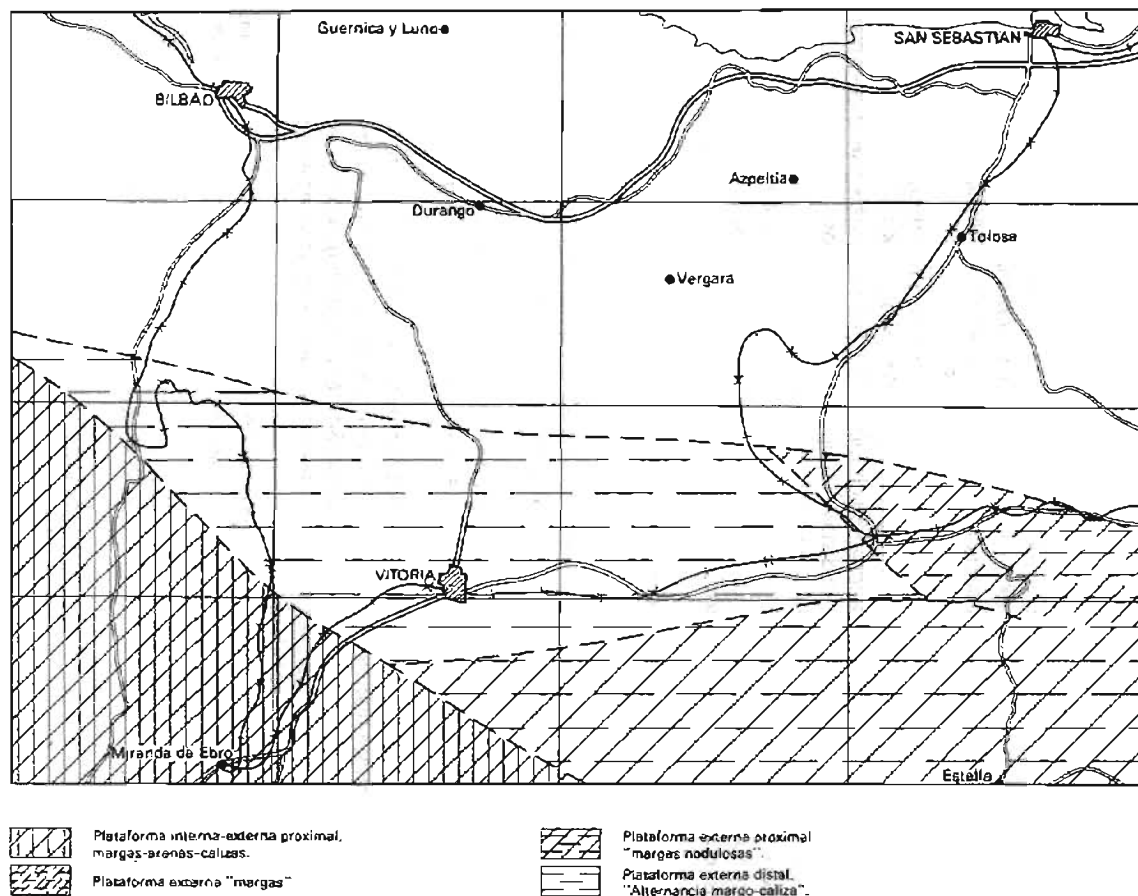 Guernica y Luno
SAN SEBASTIAN
BILBAO
Azpeitia
Durango
Tolosa
Vergara
VITORIA
Miranda de Ebro
Estella
Plataforma interna-externa proximal,
margas-arenas-calizas.
Plataforma externa "margas"
Plataforma externa proximal
"margas nodulosas".
Plataforma externa distal.
"Alternancia margo-caliza".